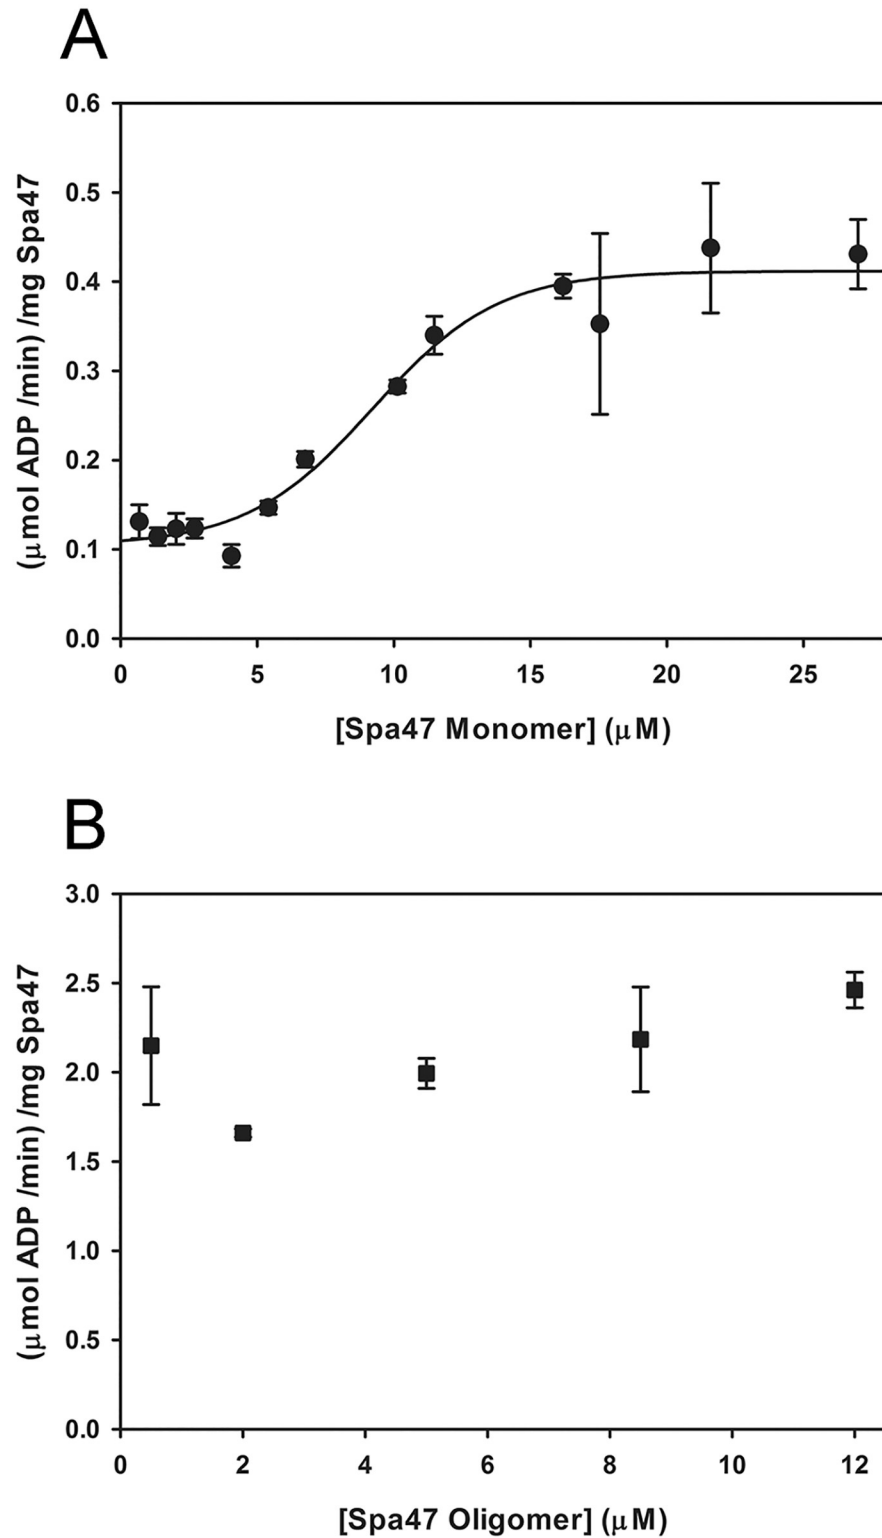 A
0.6
0.5
0.4
0.3
0.2
0.1
0.0
(μmol ADP /min) /mg Spa47
0 5 10 15 20 25
[Spa47 Monomer] (μM)
B
3.0
2.5
2.0
1.5
1.0
0.5
0.0
(μmol ADP /min) /mg Spa47
0 2 4 6 8 10 12
[Spa47 Oligomer] (μM)